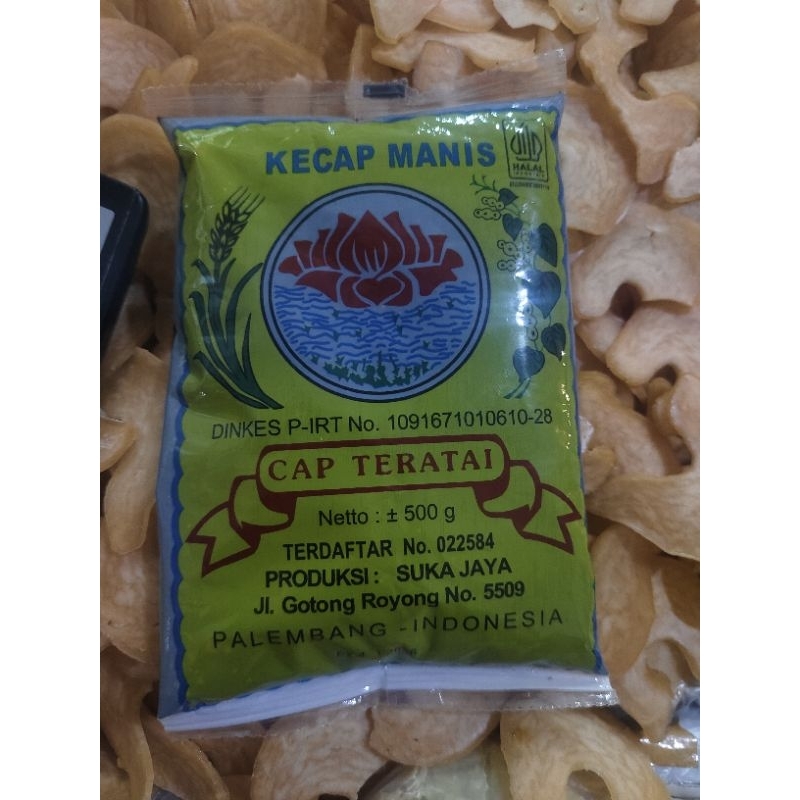 KECAP MANIS
HALAL
DINKES P-IRT No. 1091671010610-28
CAP TERATAI
Netto : ± 500 g
TERDAFTAR No. 022584
PRODUKSI : SUKA JAYA
Jl. Gotong Royong No. 5509
PALEMBANG - INDONESIA